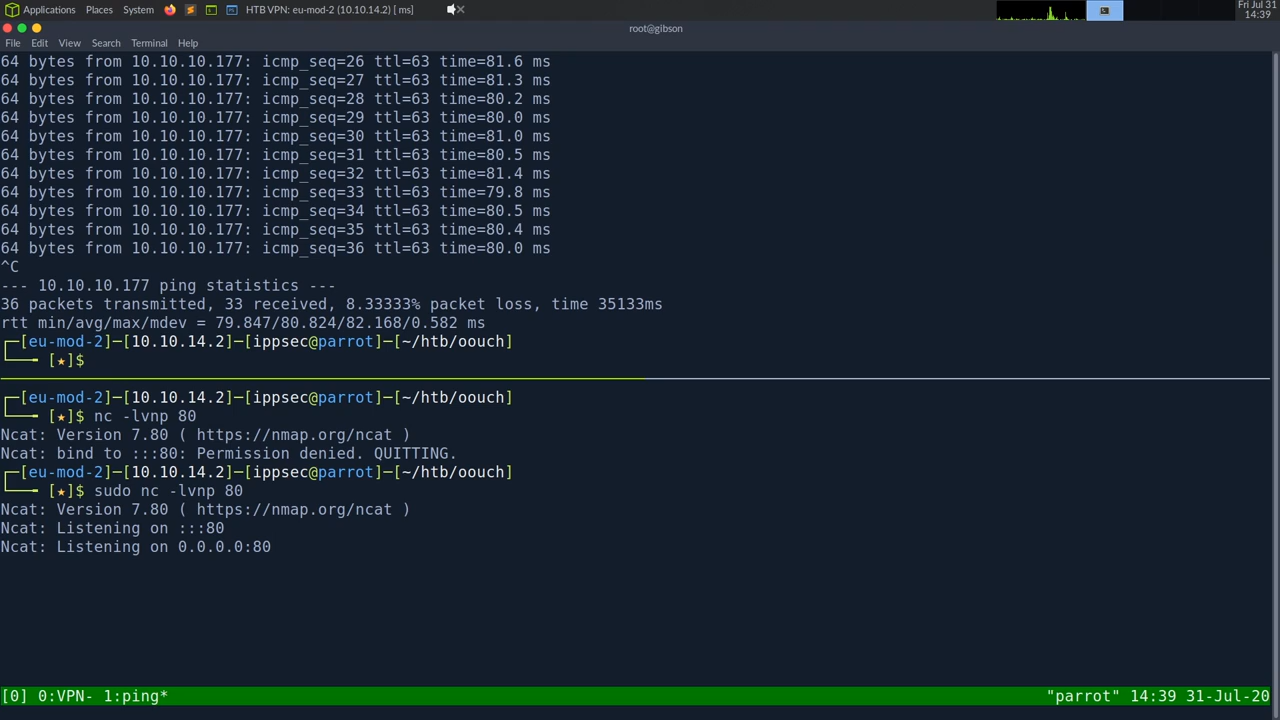 Applications Places System HTB VPN: eu-mod-2 (10.10.14.2) [ ms] Fri Jul 31
14:39
root@gibson
File Edit View Search Terminal Help
64 bytes from 10.10.10.177: icmp_seq=26 ttl=63 time=81.6 ms
64 bytes from 10.10.10.177: icmp_seq=27 ttl=63 time=81.3 ms
64 bytes from 10.10.10.177: icmp_seq=28 ttl=63 time=80.2 ms
64 bytes from 10.10.10.177: icmp_seq=29 ttl=63 time=80.0 ms
64 bytes from 10.10.10.177: icmp_seq=30 ttl=63 time=81.0 ms
64 bytes from 10.10.10.177: icmp_seq=31 ttl=63 time=80.5 ms
64 bytes from 10.10.10.177: icmp_seq=32 ttl=63 time=81.4 ms
64 bytes from 10.10.10.177: icmp_seq=33 ttl=63 time=79.8 ms
64 bytes from 10.10.10.177: icmp_seq=34 ttl=63 time=80.5 ms
64 bytes from 10.10.10.177: icmp_seq=35 ttl=63 time=80.4 ms
64 bytes from 10.10.10.177: icmp_seq=36 ttl=63 time=80.0 ms
^C
--- 10.10.10.177 ping statistics ---
36 packets transmitted, 33 received, 8.33333% packet loss, time 35133ms
rtt min/avg/max/mdev = 79.847/80.824/82.168/0.582 ms
┌─[eu-mod-2]─[10.10.14.2]─[ippsec@parrot]─[~/htb/oouch]
└──╼ [★]$
┌─[eu-mod-2]─[10.10.14.2]─[ippsec@parrot]─[~/htb/oouch]
└──╼ [★]$ nc -lvnp 80
Ncat: Version 7.80 ( https://nmap.org/ncat )
Ncat: bind to :::80: Permission denied. QUITTING.
┌─[eu-mod-2]─[10.10.14.2]─[ippsec@parrot]─[~/htb/oouch]
└──╼ [★]$ sudo nc -lvnp 80
Ncat: Version 7.80 ( https://nmap.org/ncat )
Ncat: Listening on :::80
Ncat: Listening on 0.0.0.0:80
[0] 0:VPN- 1:ping* "parrot" 14:39 31-Jul-20